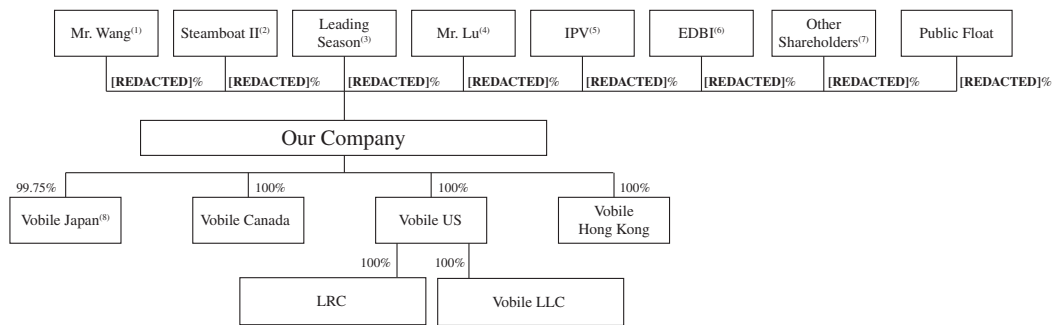 Mr. Wang(1)
Steamboat II(2)
Leading
Season(3)
Mr. Lu(4)
IPV(5)
EDBI(6)
Other
Shareholders(7)
Public Float
[REDACTED]%
[REDACTED]%
[REDACTED]%
[REDACTED]%
[REDACTED]%
[REDACTED]%
[REDACTED]%
[REDACTED]%
Our Company
99.75%
100%
100%
100%
Vobile Japan(8)
Vobile Canada
Vobile US
Vobile
Hong Kong
100%
100%
LRC
Vobile LLC